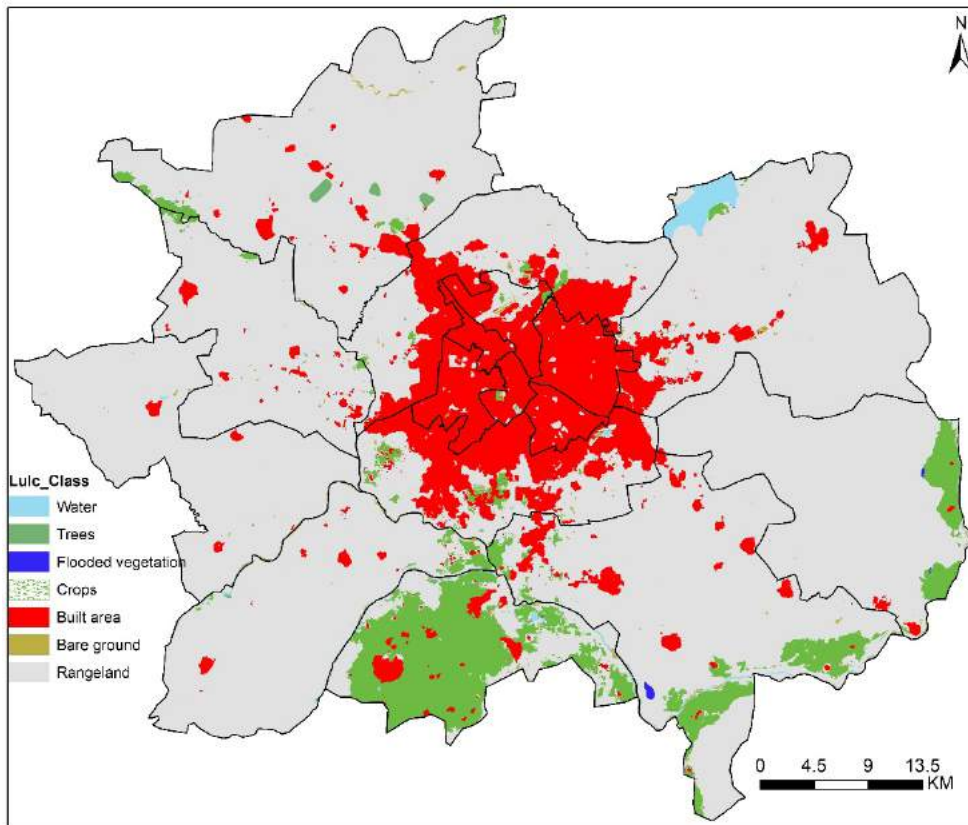 N
Lulc_Class
Water
Trees
Flooded vegetation
Crops
Built area
Bare ground
Rangeland
0 4.5 9 13.5
KM